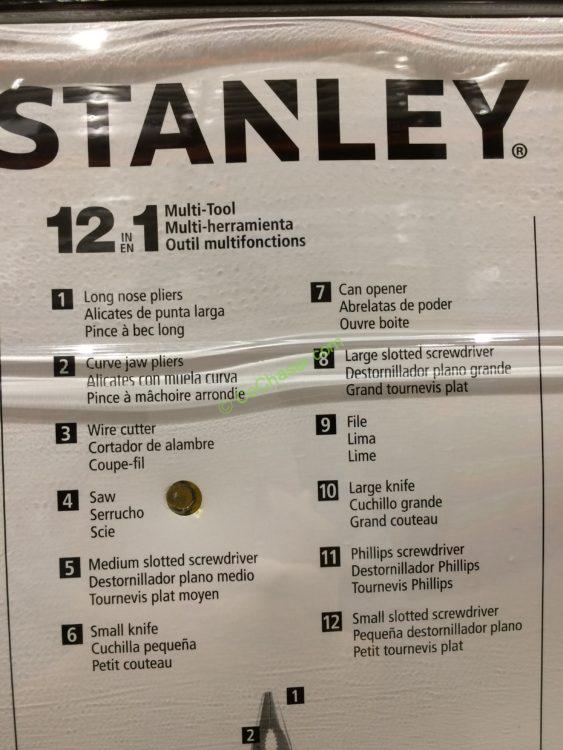 STANLEY®
12 IN EN 1
Multi-Tool
Multi-herramienta
Outil multifonctions
1 Long nose pliers
Alicates de punta larga
Pince à bec long
2 Curve jaw pliers
Alicates con muela curva
Pince à mâchoire arrondie
3 Wire cutter
Cortador de alambre
Coupe-fil
4 Saw
Serrucho
Scie
5 Medium slotted screwdriver
Destornillador plano medio
Tournevis plat moyen
6 Small knife
Cuchilla pequeña
Petit couteau
7 Can opener
Abrelatas de poder
Ouvre boite
8 Large slotted screwdriver
Destornillador plano grande
Grand tournevis plat
9 File
Lima
Lime
10 Large knife
Cuchillo grande
Grand couteau
11 Phillips screwdriver
Destornillador Phillips
Tournevis Phillips
12 Small slotted screwdriver
Pequeña destornillador plano
Petit tournevis plat
1
2